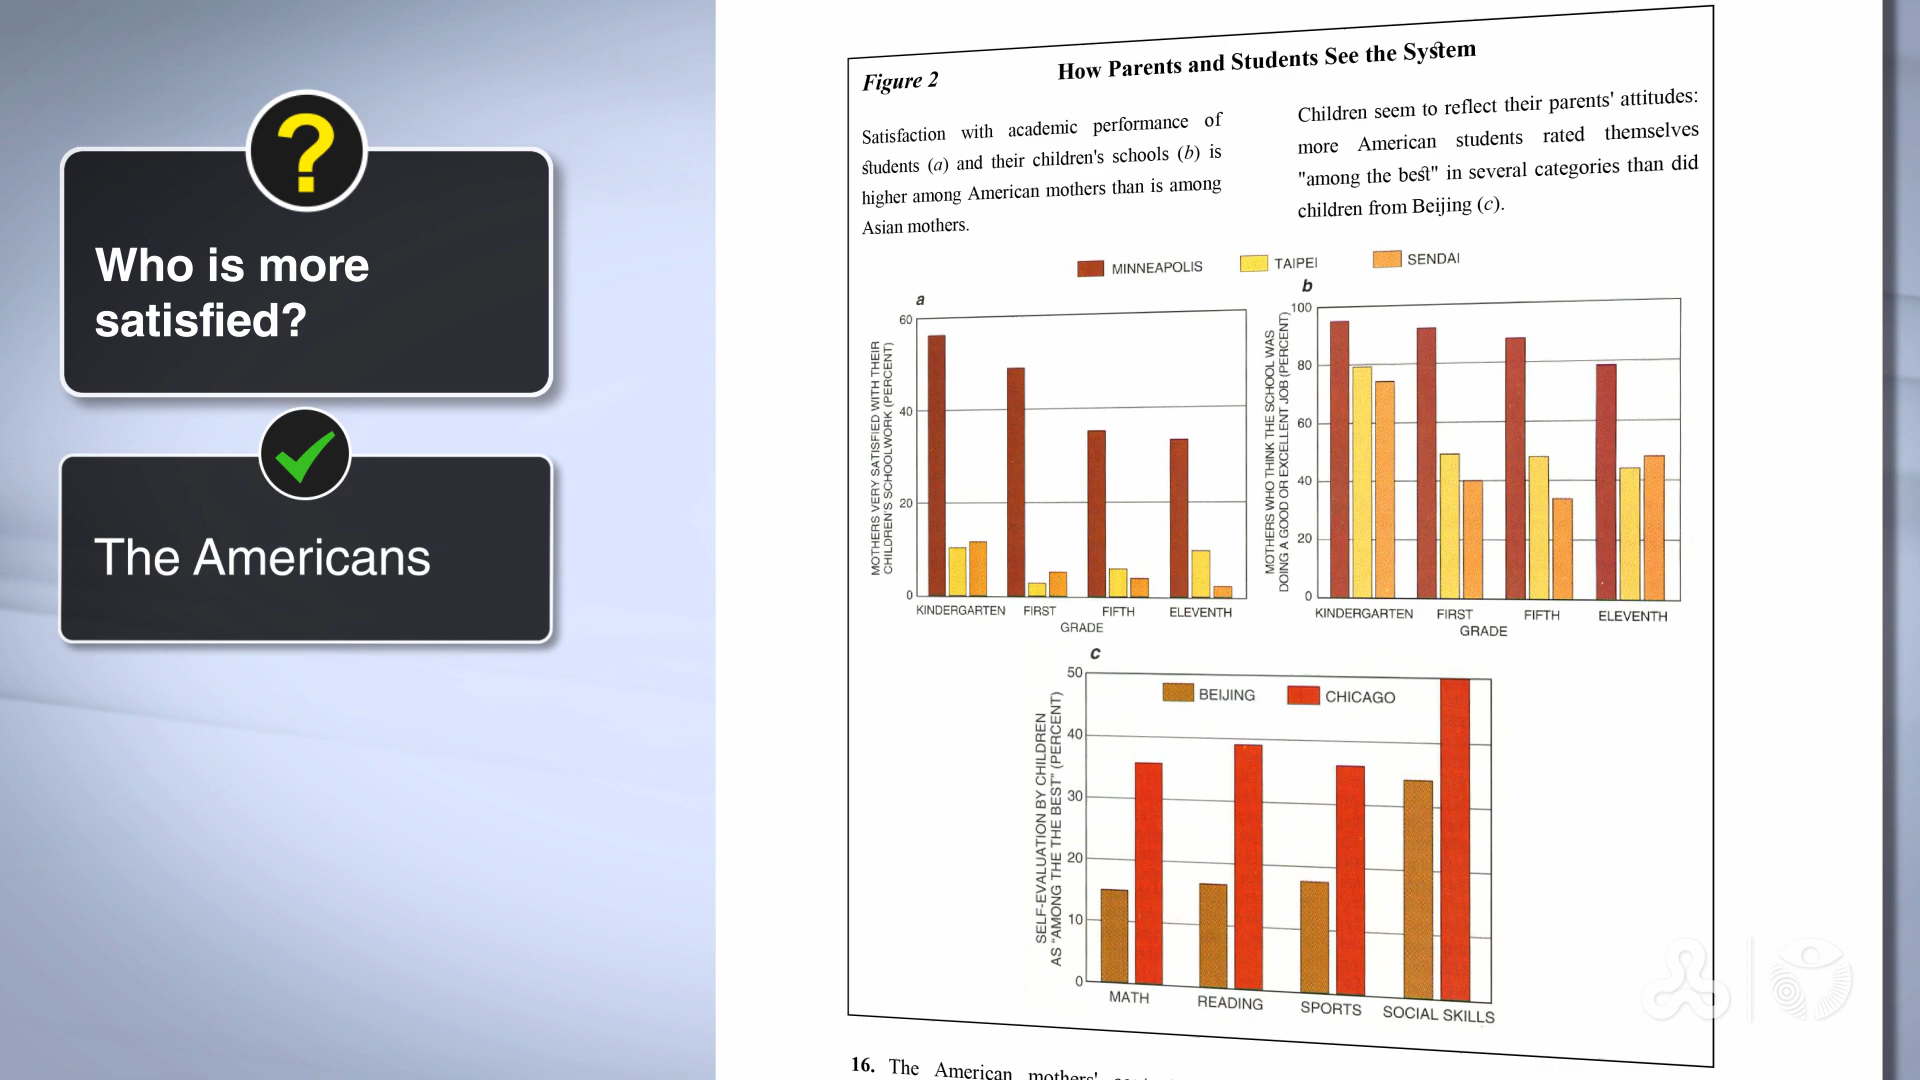 ?
Who is more
satisfied?
The Americans
Figure 2
How Parents and Students See the System
Satisfaction with academic performance of
students (a) and their children's schools (b) is
higher among American mothers than is among
Asian mothers.
Children seem to reflect their parents' attitudes:
more American students rated themselves
"among the best" in several categories than did
children from Beijing (c).
MINNEAPOLIS
TAIPEI
SENDAI
a
MOTHERS VERY SATISFIED WITH THEIR
CHILDREN'S SCHOOLWORK (PERCENT)
60
40
20
0
KINDERGARTEN FIRST FIFTH ELEVENTH
GRADE
b
MOTHERS WHO THINK THE SCHOOL WAS
DOING A GOOD OR EXCELLENT JOB (PERCENT)
100
80
60
40
20
0
KINDERGARTEN FIRST FIFTH ELEVENTH
GRADE
c
SELF-EVALUATION BY CHILDREN
AS "AMONG THE THE BEST" (PERCENT)
50
40
30
20
10
0
BEIJING
CHICAGO
MATH READING SPORTS SOCIAL SKILLS
16. The American mothers'